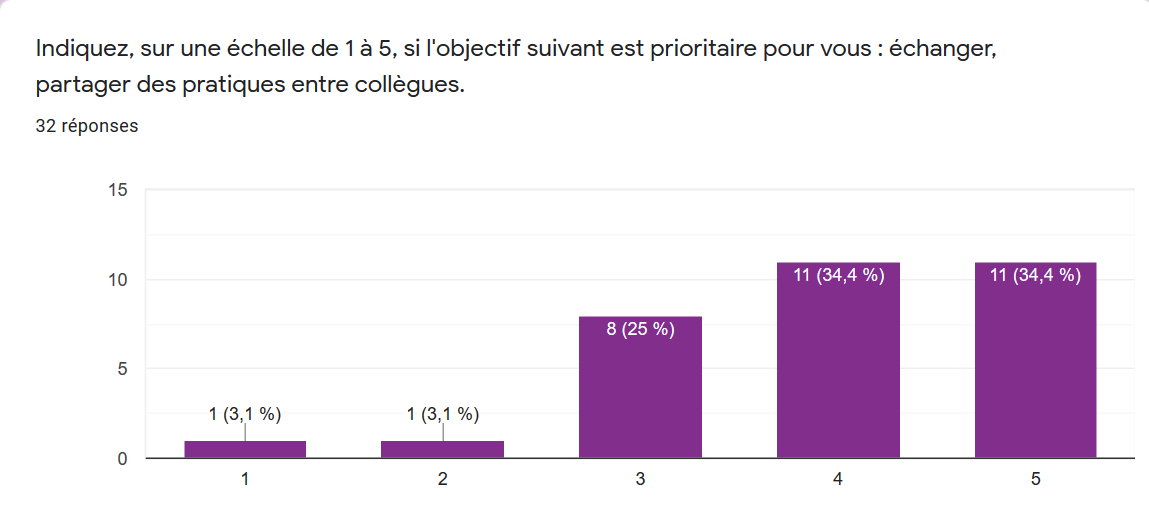 Indiquez, sur une échelle de 1 à 5, si l'objectif suivant est prioritaire pour vous : échanger,
partager des pratiques entre collègues.
32 réponses
15
10
5
0
1 (3,1 %)
1 (3,1 %)
8 (25 %)
11 (34,4 %)
11 (34,4 %)
1
2
3
4
5